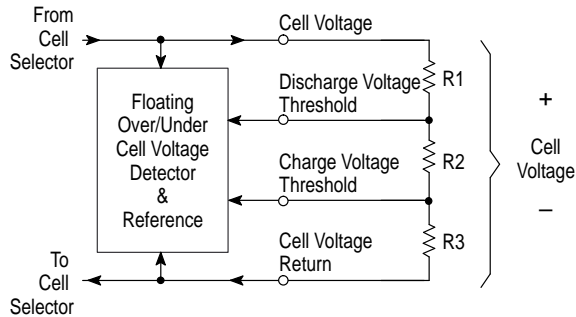 From
Cell
Selector
Cell Voltage
R1
Discharge Voltage
Threshold
Floating
Over/Under
Cell Voltage
Detector
&
Reference
R2
Charge Voltage
Threshold
R3
Cell Voltage
Return
To
Cell
Selector
+
Cell
Voltage
–